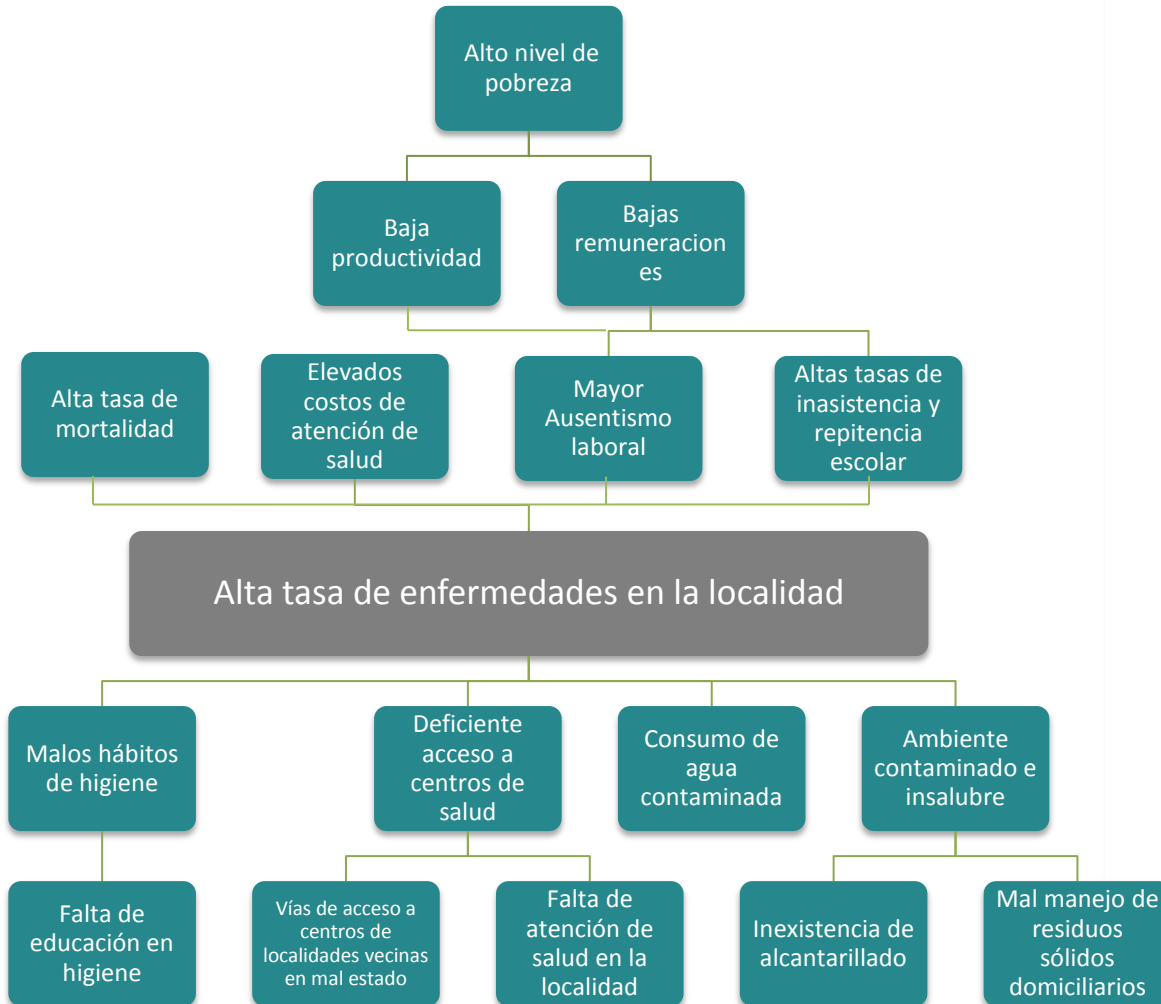 Alto nivel de
pobreza
Baja
productividad
Bajas
remuneracion
es
Alta tasa de
mortalidad
Elevados
costos de
atención de
salud
Mayor
Ausentismo
laboral
Altas tasas de
inasistencia y
repitencia
escolar
Alta tasa de enfermedades en la localidad
Malos hábitos
de higiene
Deficiente
acceso a
centros de
salud
Consumo de
agua
contaminada
Ambiente
contaminado e
insalubre
Falta de
educación en
higiene
Vías de acceso a
centros de
localidades vecinas
en mal estado
Falta de
atención de
salud en la
localidad
Inexistencia de
alcantarillado
Mal manejo de
residuos
sólidos
domiciliarios